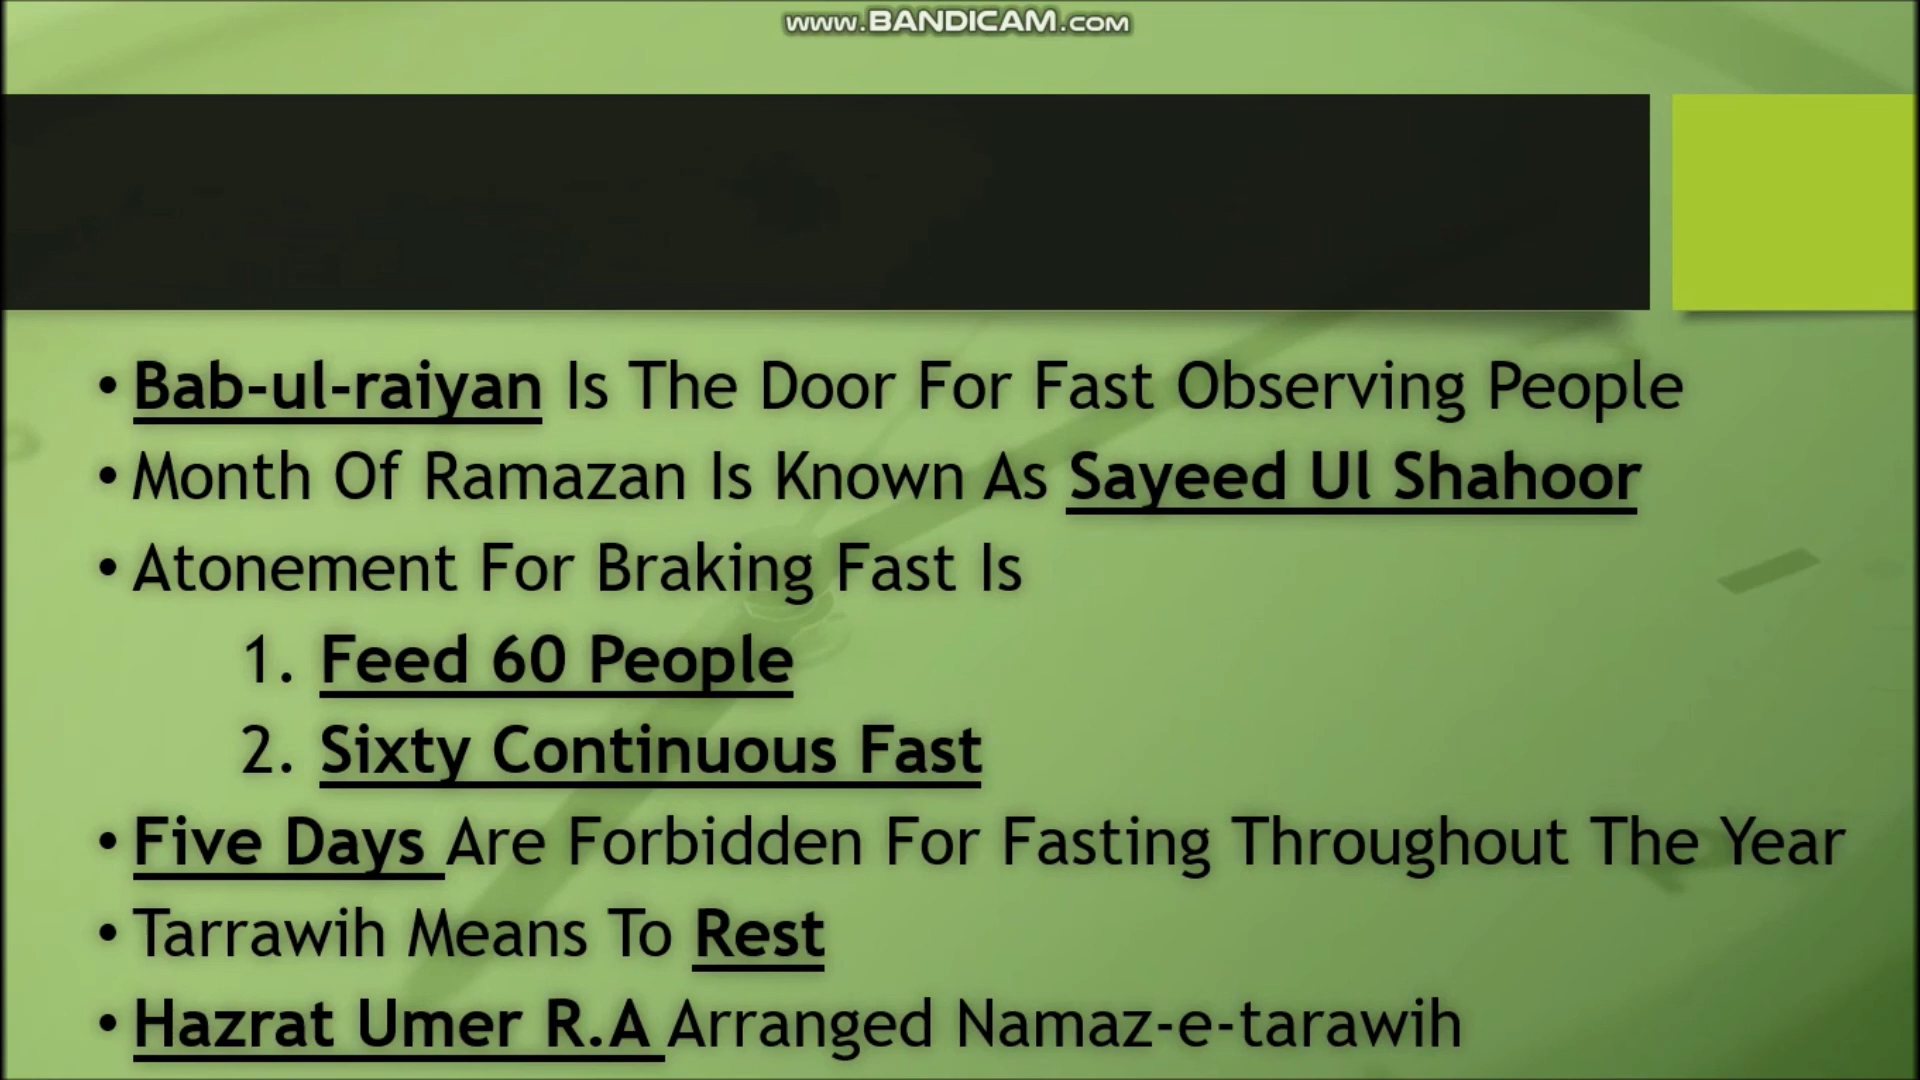 www.BANDICAM.com
• Bab-ul-raiyan Is The Door For Fast Observing People
• Month Of Ramazan Is Known As Sayeed Ul Shahoor
• Atonement For Braking Fast Is
1. Feed 60 People
2. Sixty Continuous Fast
• Five Days Are Forbidden For Fasting Throughout The Year
• Tarrawih Means To Rest
• Hazrat Umer R.A Arranged Namaz-e-tarawih